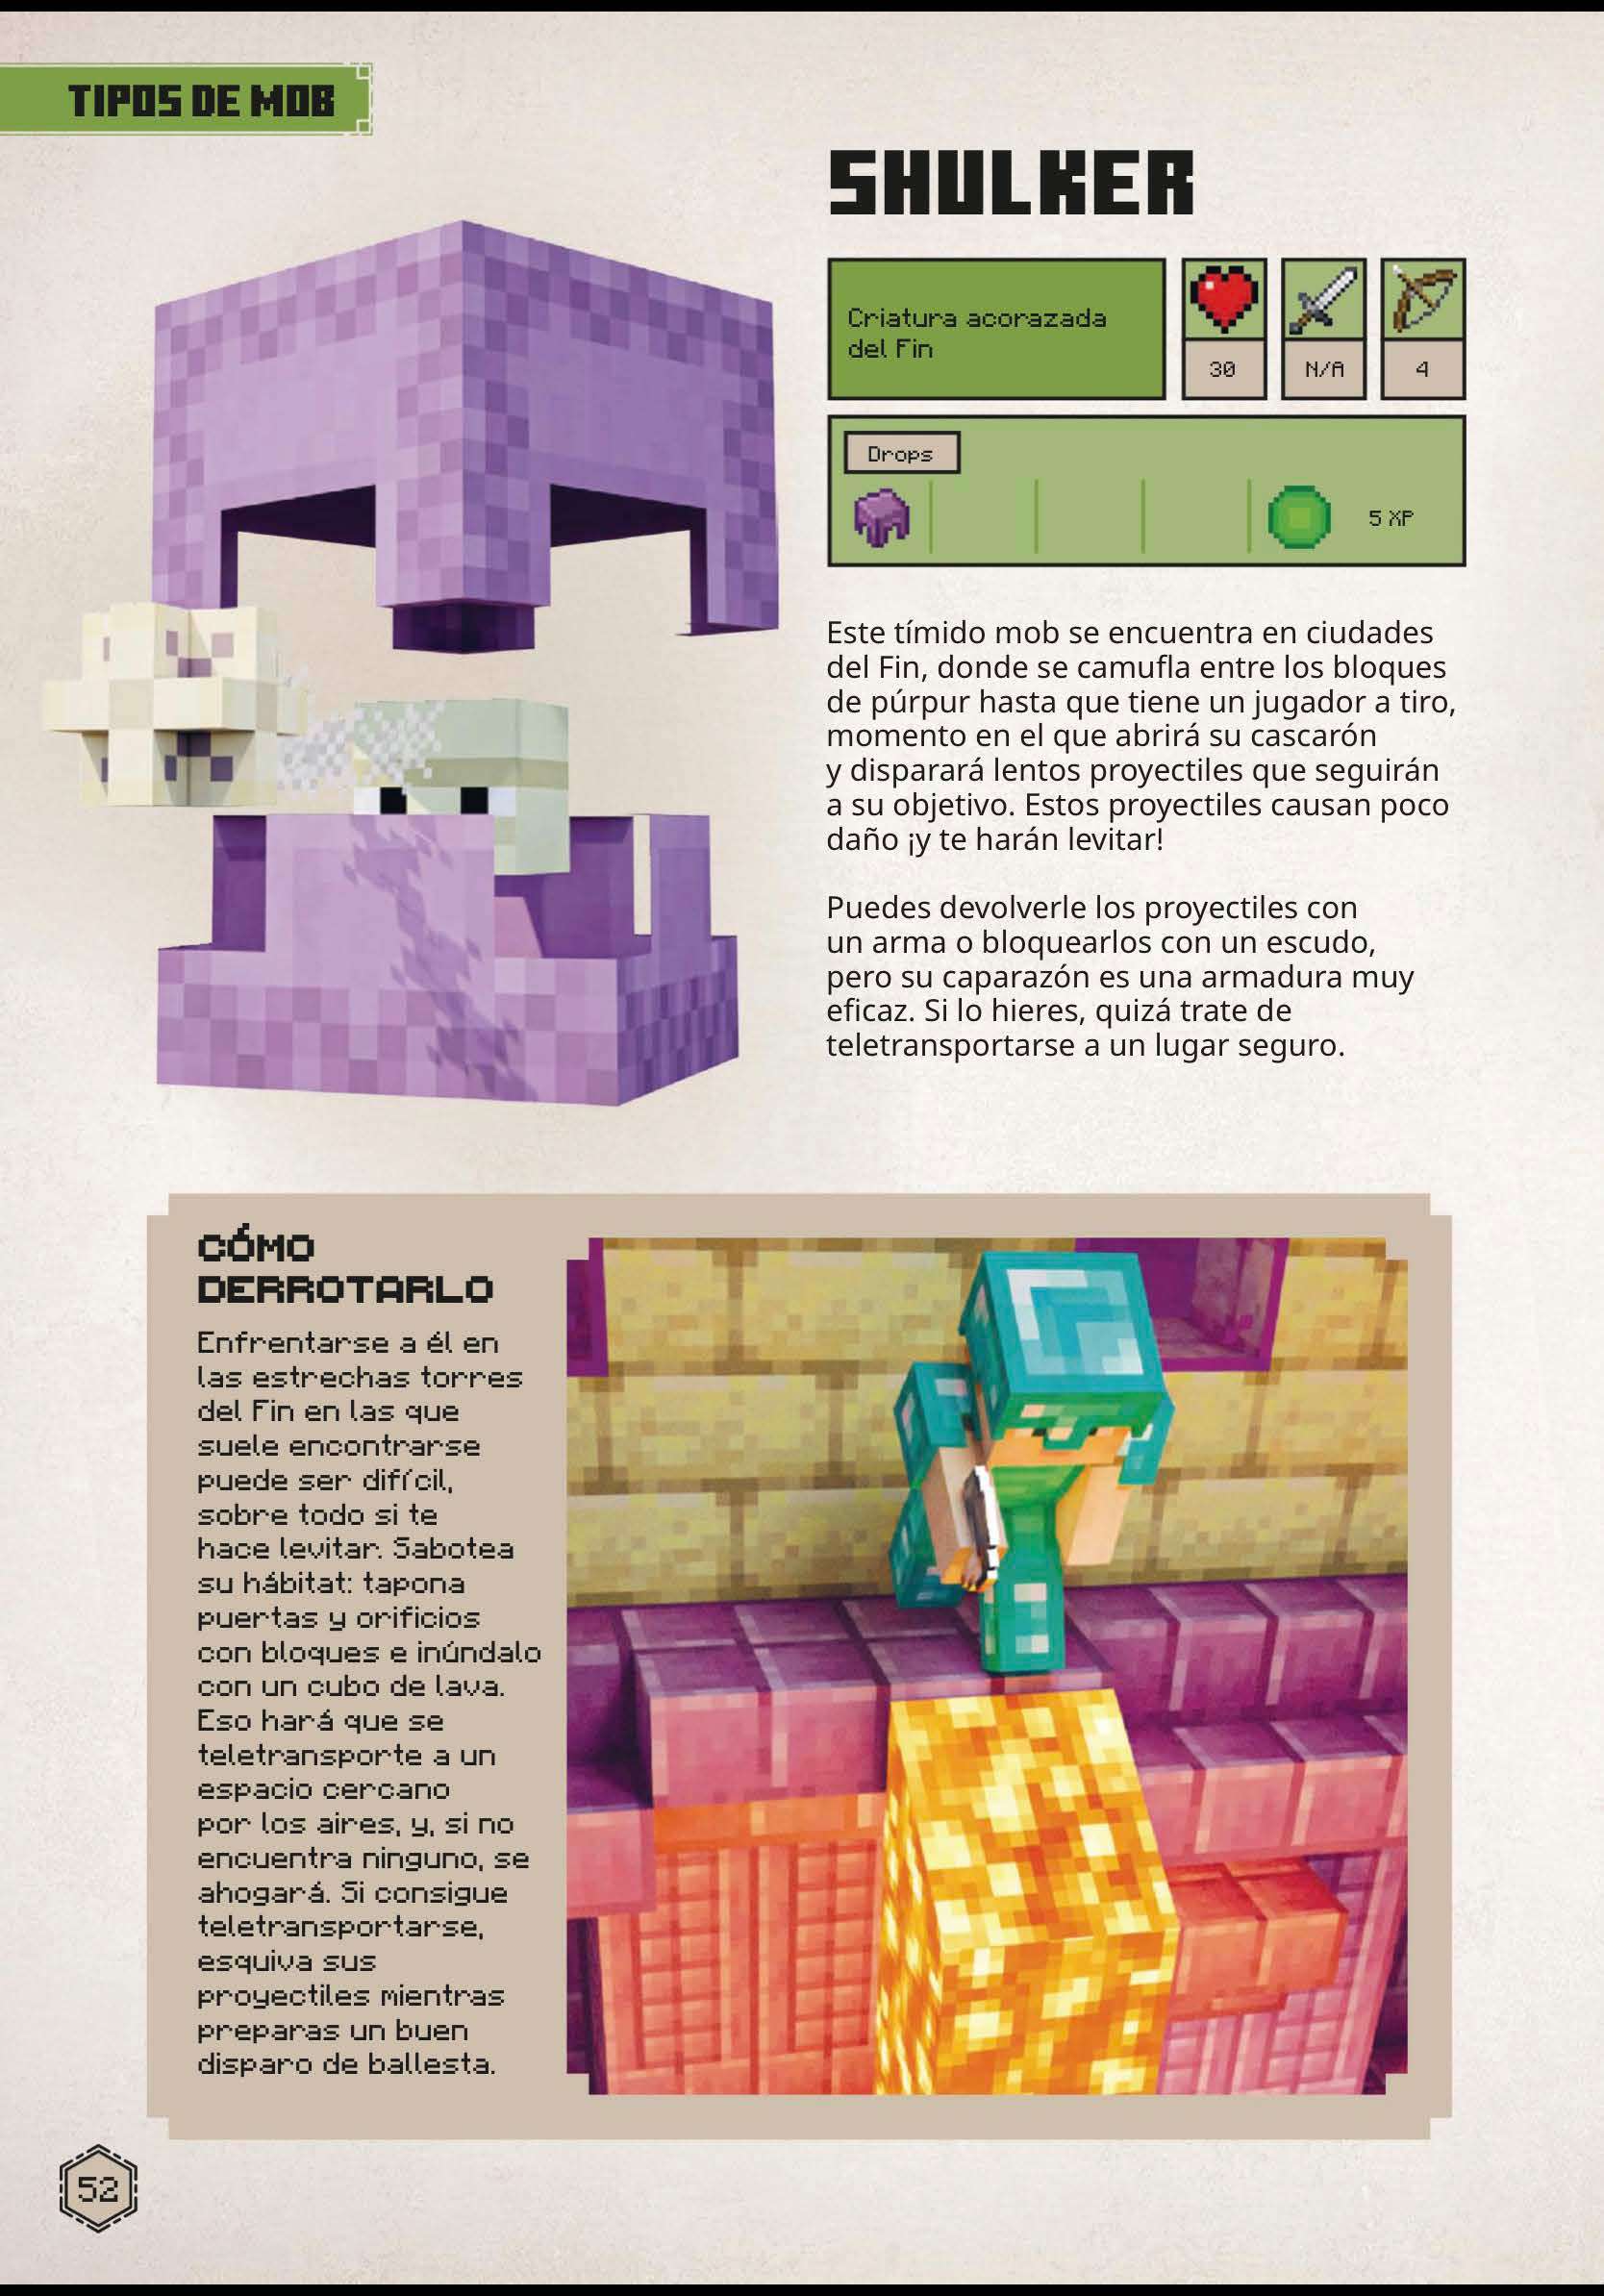 TIPOS DE MOB
SHULKER
Criatura acorazada
del Fin
30
N/A
4
Drops
5 XP
Este tímido mob se encuentra en ciudades
del Fin, donde se camufla entre los bloques
de púrpur hasta que tiene un jugador a tiro,
momento en el que abrirá su cascarón
y disparará lentos proyectiles que seguirán
a su objetivo. Estos proyectiles causan poco
daño ¡y te harán levitar!
Puedes devolverle los proyectiles con
un arma o bloquearlos con un escudo,
pero su caparazón es una armadura muy
eficaz. Si lo hieres, quizá trate de
teletransportarse a un lugar seguro.
CÓMO
DERROTARLO
Enfrentarse a él en
las estrechas torres
del Fin en las que
suele encontrarse
puede ser difícil,
sobre todo si te
hace levitar. Sabotea
su hábitat: tapona
puertas y orificios
con bloques e inúndalo
con un cubo de lava.
Eso hará que se
teletransporte a un
espacio cercano
por los aires, y, si no
encuentra ninguno, se
ahogará. Si consigue
teletransportarse,
esquiva sus
proyectiles mientras
preparas un buen
disparo de ballesta.
52